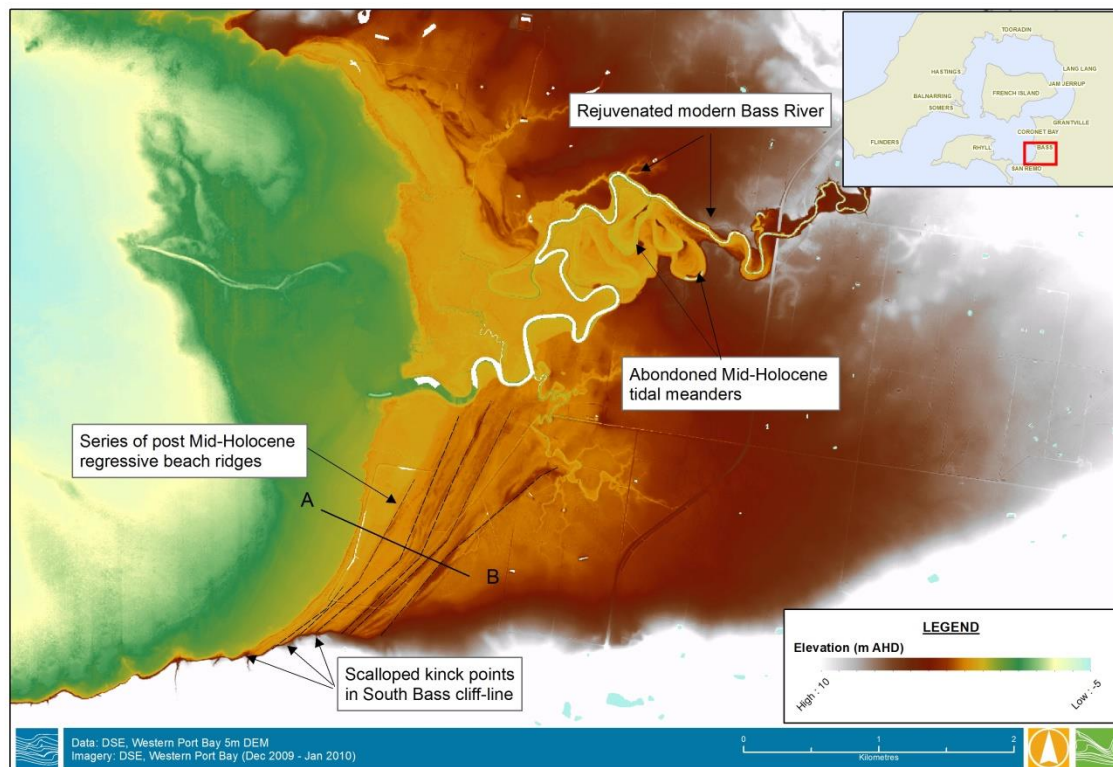 TOORADIN
LANG LANG
HASTINGS
JAM JERRUP
FRENCH ISLAND
BALNARRING
SOMERS
GRANTVILLE
CORONET BAY
FLINDERS
RHYLL
BASS
SAN REMO
Rejuvenated modern Bass River
Abondoned Mid-Holocene
tidal meanders
Series of post Mid-Holocene
regressive beach ridges
A
B
Scalloped kinck points
in South Bass cliff-line
LEGEND
Elevation (m AHD)
High : 10
Low : -5
Data: DSE, Western Port Bay 5m DEM
Imagery: DSE, Western Port Bay (Dec 2009 - Jan 2010)
0 1 2
Kilometres